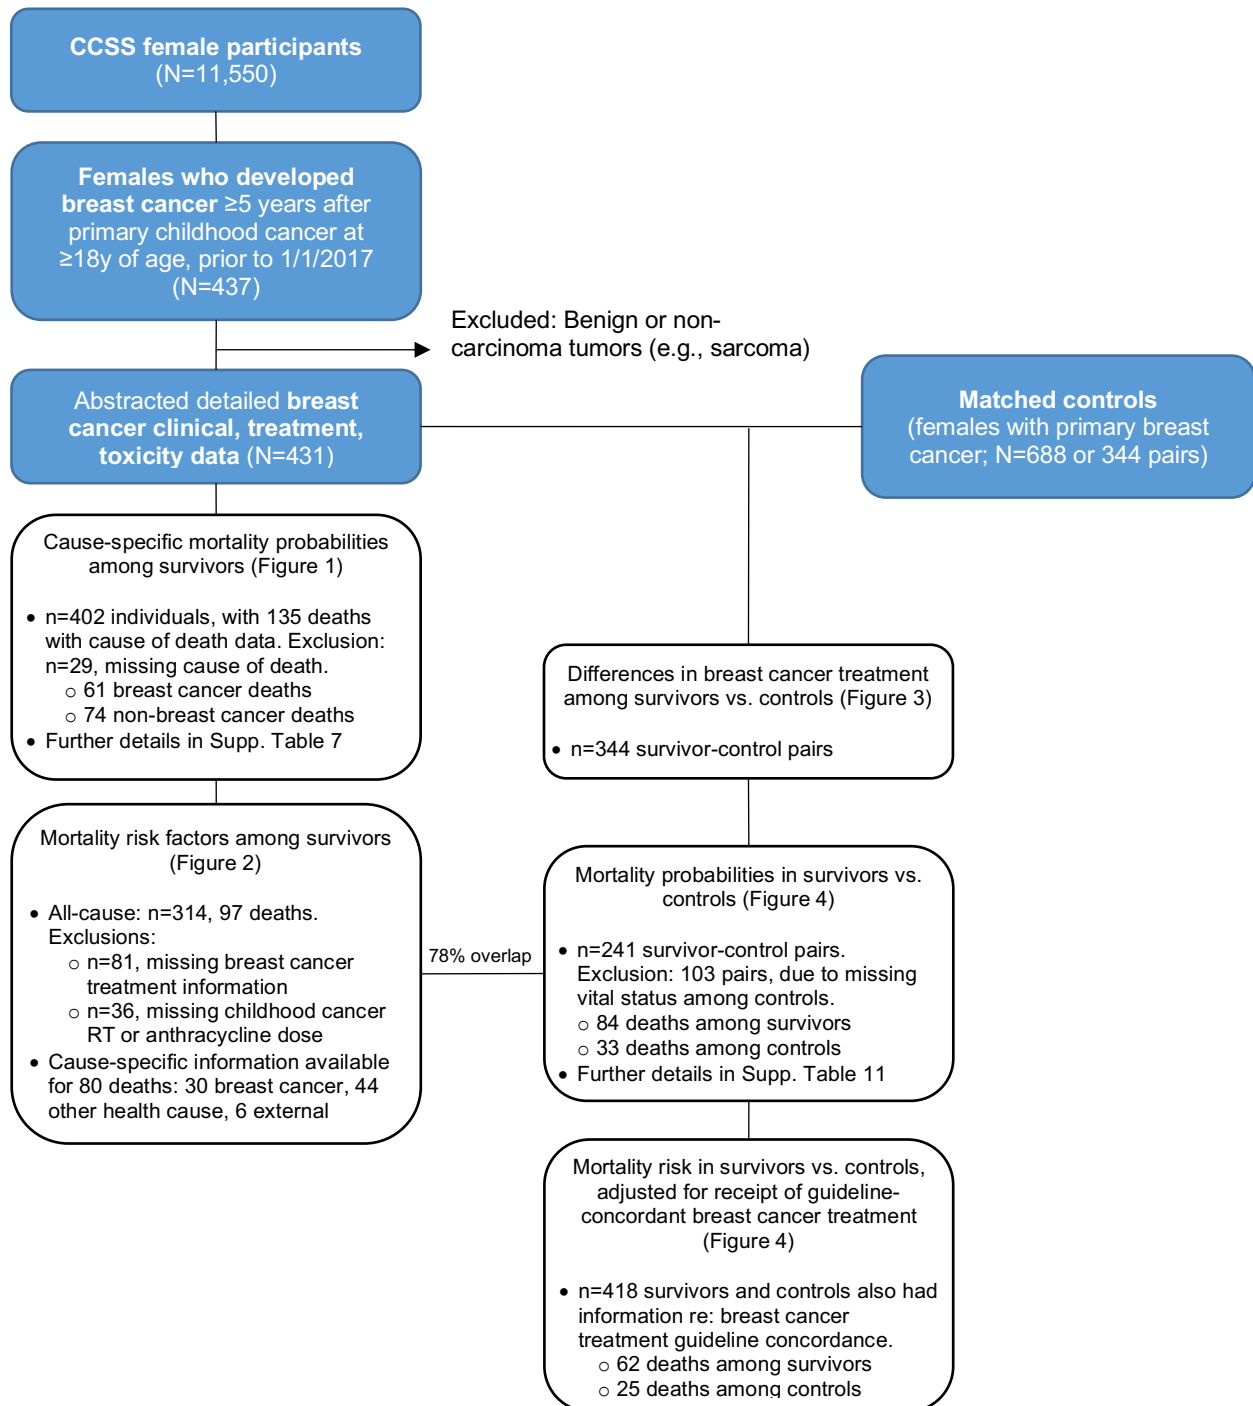 CCSS female participants
(N=11,550)
Females who developed
breast cancer ≥5 years after
primary childhood cancer at
≥18y of age, prior to 1/1/2017
(N=437)
Excluded: Benign or non-
carcinoma tumors (e.g., sarcoma)
Abstracted detailed breast
cancer clinical, treatment,
toxicity data (N=431)
Matched controls
(females with primary breast
cancer; N=688 or 344 pairs)
Cause-specific mortality probabilities
among survivors (Figure 1)
• n=402 individuals, with 135 deaths
with cause of death data. Exclusion:
n=29, missing cause of death.
o 61 breast cancer deaths
o 74 non-breast cancer deaths
• Further details in Supp. Table 7
Differences in breast cancer treatment
among survivors vs. controls (Figure 3)
• n=344 survivor-control pairs
Mortality risk factors among survivors
(Figure 2)
• All-cause: n=314, 97 deaths.
Exclusions:
o n=81, missing breast cancer
treatment information
o n=36, missing childhood cancer
RT or anthracycline dose
• Cause-specific information available
for 80 deaths: 30 breast cancer, 44
other health cause, 6 external
78% overlap
Mortality probabilities in survivors vs.
controls (Figure 4)
• n=241 survivor-control pairs.
Exclusion: 103 pairs, due to missing
vital status among controls.
o 84 deaths among survivors
o 33 deaths among controls
• Further details in Supp. Table 11
Mortality risk in survivors vs. controls,
adjusted for receipt of guideline-
concordant breast cancer treatment
(Figure 4)
• n=418 survivors and controls also had
information re: breast cancer
treatment guideline concordance.
o 62 deaths among survivors
o 25 deaths among controls